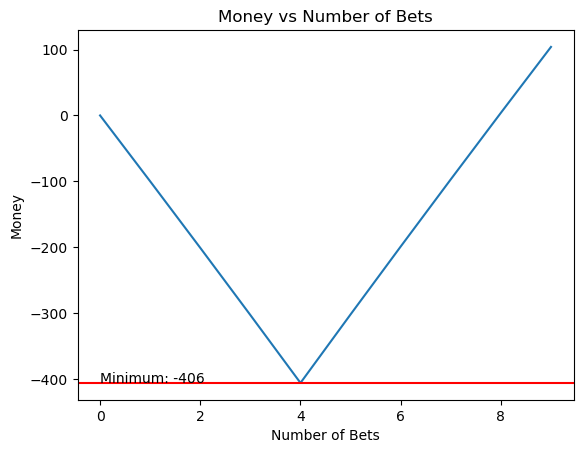 Money vs Number of Bets
100
0
−100
−200
−300
−400
Money
Minimum: -406
0 2 4 6 8
Number of Bets